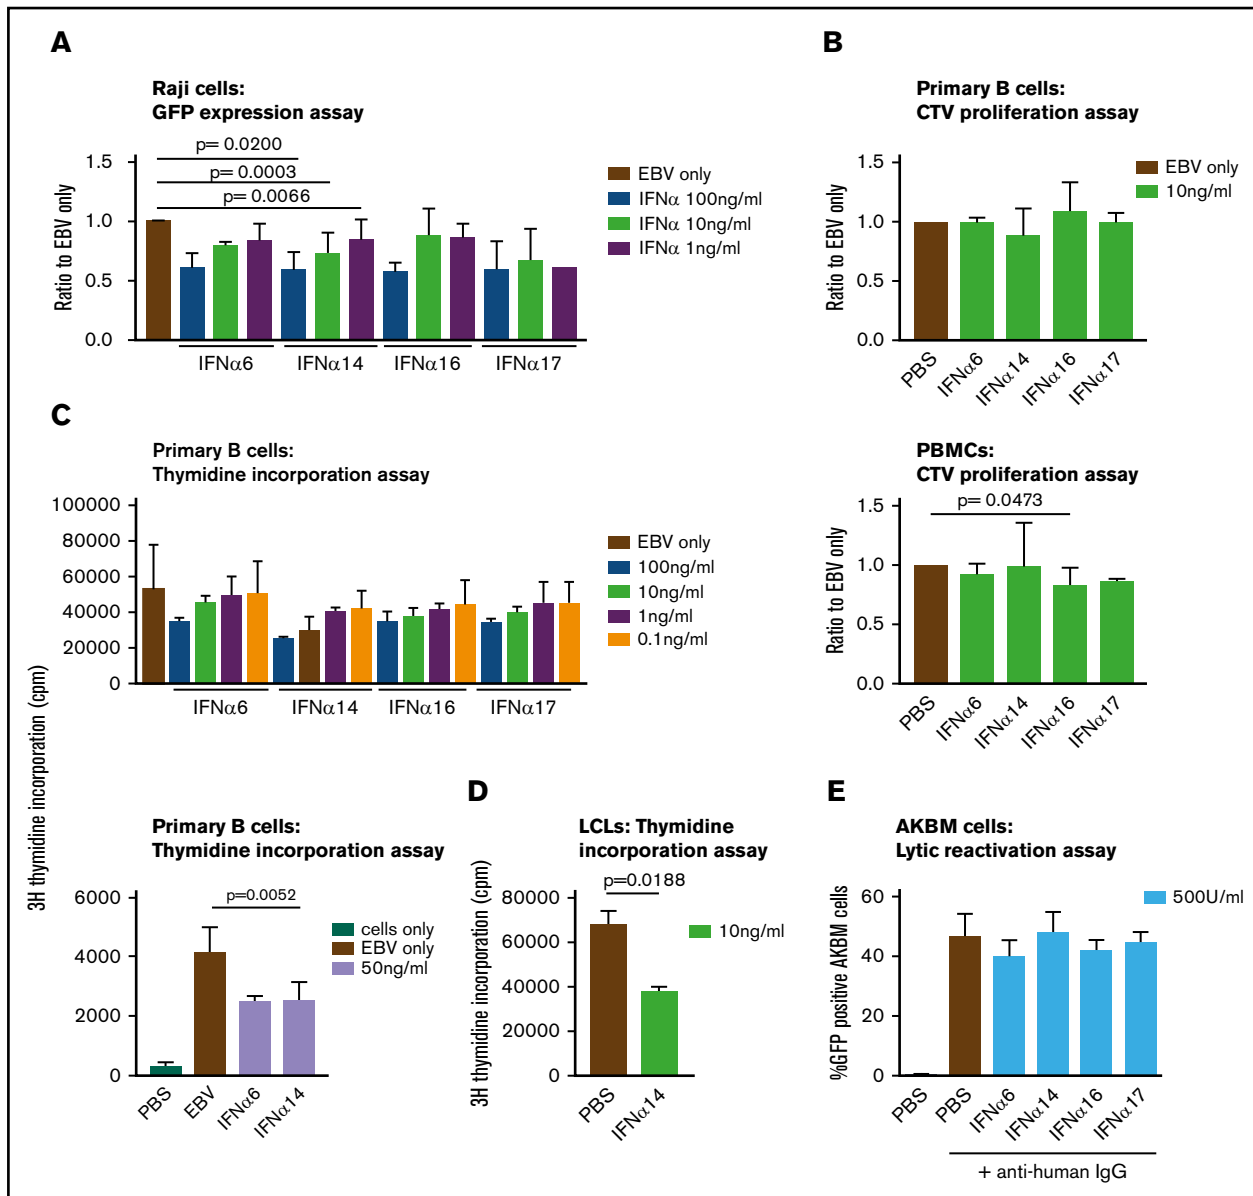 A
Raji cells:
GFP expression assay
p= 0.0200
p= 0.0003
p= 0.0066
Ratio to EBV only
1.5
1.0
0.5
0.0
IFNα6
IFNα14
IFNα16
IFNα17
EBV only
IFNα 100ng/ml
IFNα 10ng/ml
IFNα 1ng/ml
B
Primary B cells:
CTV proliferation assay
Ratio to EBV only
1.5
1.0
0.5
0.0
PBS
IFNα6
IFNα14
IFNα16
IFNα17
EBV only
10ng/ml
PBMCs:
CTV proliferation assay
p= 0.0473
Ratio to EBV only
1.5
1.0
0.5
0.0
PBS
IFNα6
IFNα14
IFNα16
IFNα17
C
Primary B cells:
Thymidine incorporation assay
3H thymidine incorporation (cpm)
100000
80000
60000
40000
20000
0
IFNα6
IFNα14
IFNα16
IFNα17
EBV only
100ng/ml
10ng/ml
1ng/ml
0.1ng/ml
Primary B cells:
Thymidine incorporation assay
p=0.0052
6000
4000
2000
0
PBS
EBV
IFNα6
IFNα14
cells only
EBV only
50ng/ml
D
LCLs: Thymidine
incorporation assay
p=0.0188
3H thymidine incorporation (cpm)
80000
60000
40000
20000
0
PBS
IFNα14
10ng/ml
E
AKBM cells:
Lytic reactivation assay
%GFP positive AKBM cells
60
40
20
0
PBS
PBS
IFNα6
IFNα14
IFNα16
IFNα17
+ anti-human IgG
500U/ml